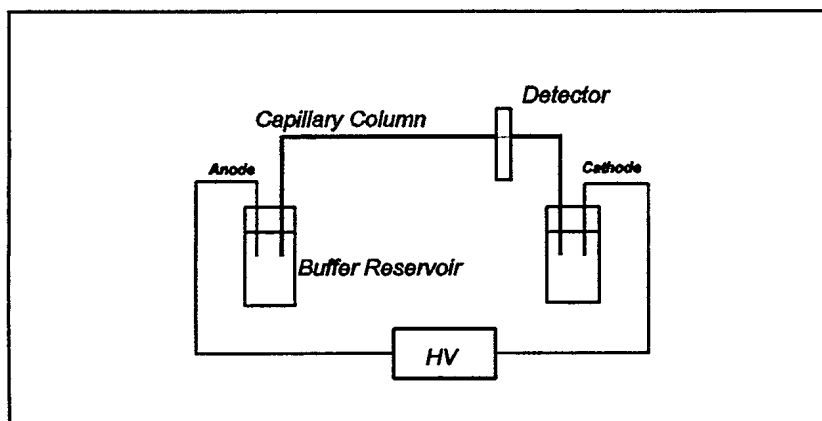 Detector
Capillary Column
Anode
Cathode
Buffer Reservoir
HV